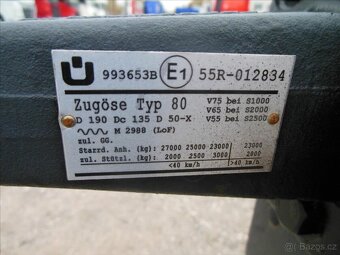 Ü 993653B E1 55R-012834
Zugöse Typ 80 V75 bei S1000
V65 bei S2000
D 190 Dc 135 D 50-X V55 bei S2500
M 2988 (LoF)
zul. GG.
Starrd. Anh. (kg): 27000 25000 23000 23000
zul. Stützl. (kg): 2000 2500 3000 2000
<40 km/h >40 km/h
Bazoš.cz